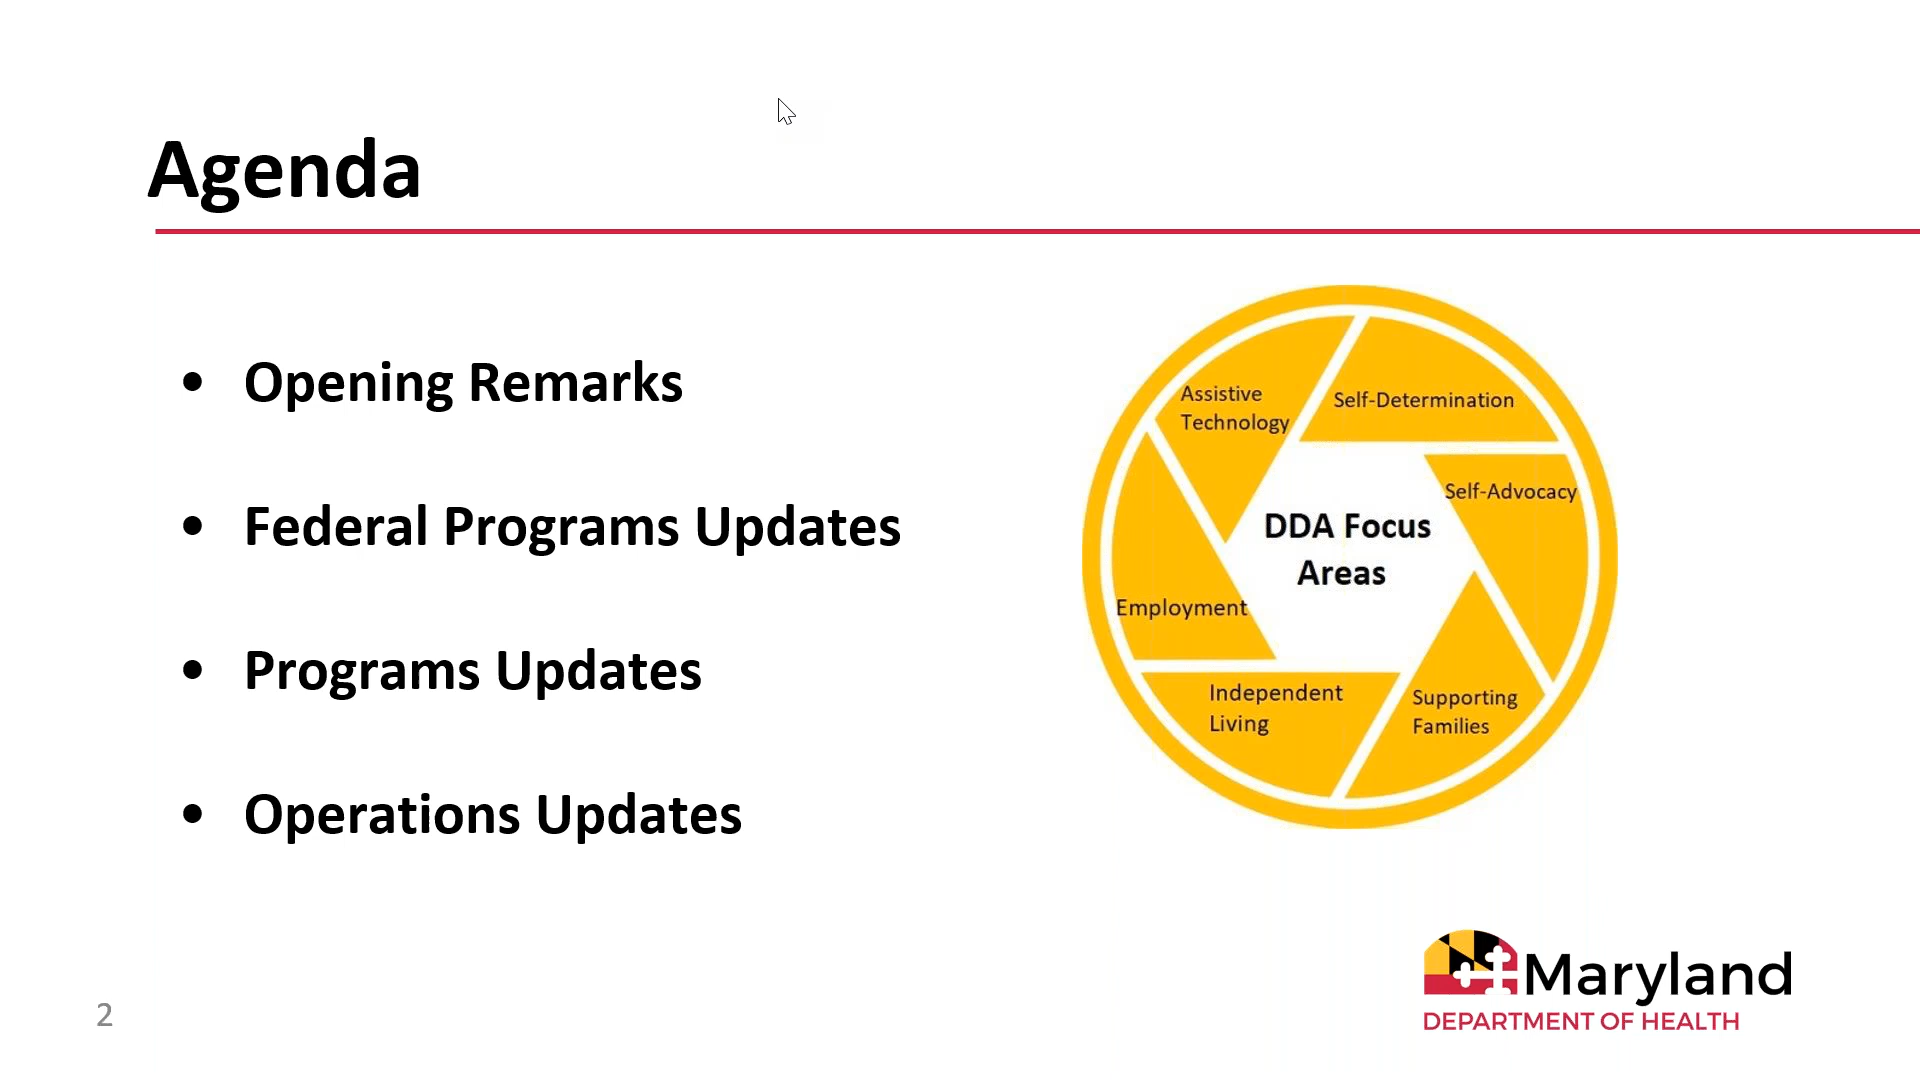 Agenda
• Opening Remarks
• Federal Programs Updates
• Programs Updates
• Operations Updates
Assistive
Technology
Self-Determination
Self-Advocacy
DDA Focus
Areas
Employment
Independent
Living
Supporting
Families
Maryland
DEPARTMENT OF HEALTH
2